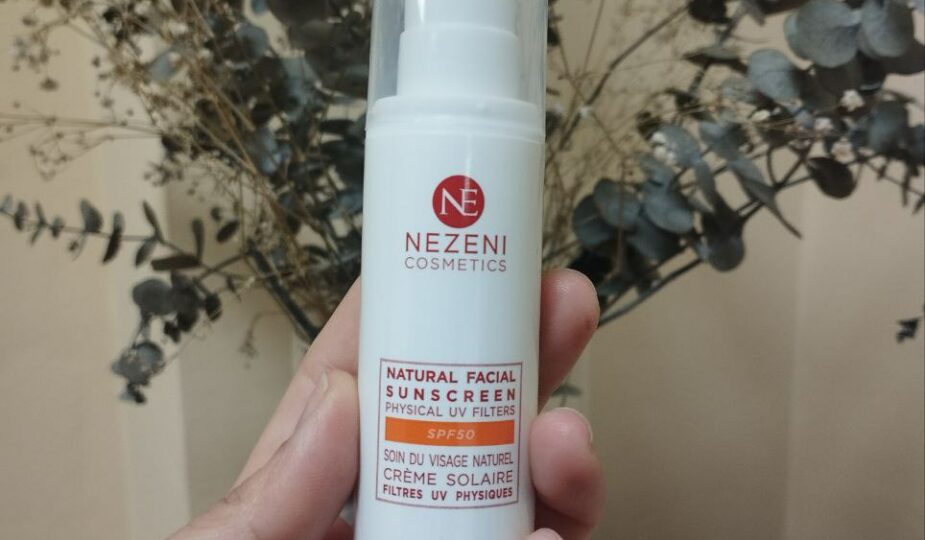 NE
NEZENI
COSMETICS
NATURAL FACIAL
SUNSCREEN
PHYSICAL UV FILTERS
SPF50
SOIN DU VISAGE NATUREL
CRÈME SOLAIRE
FILTRES UV PHYSIQUES